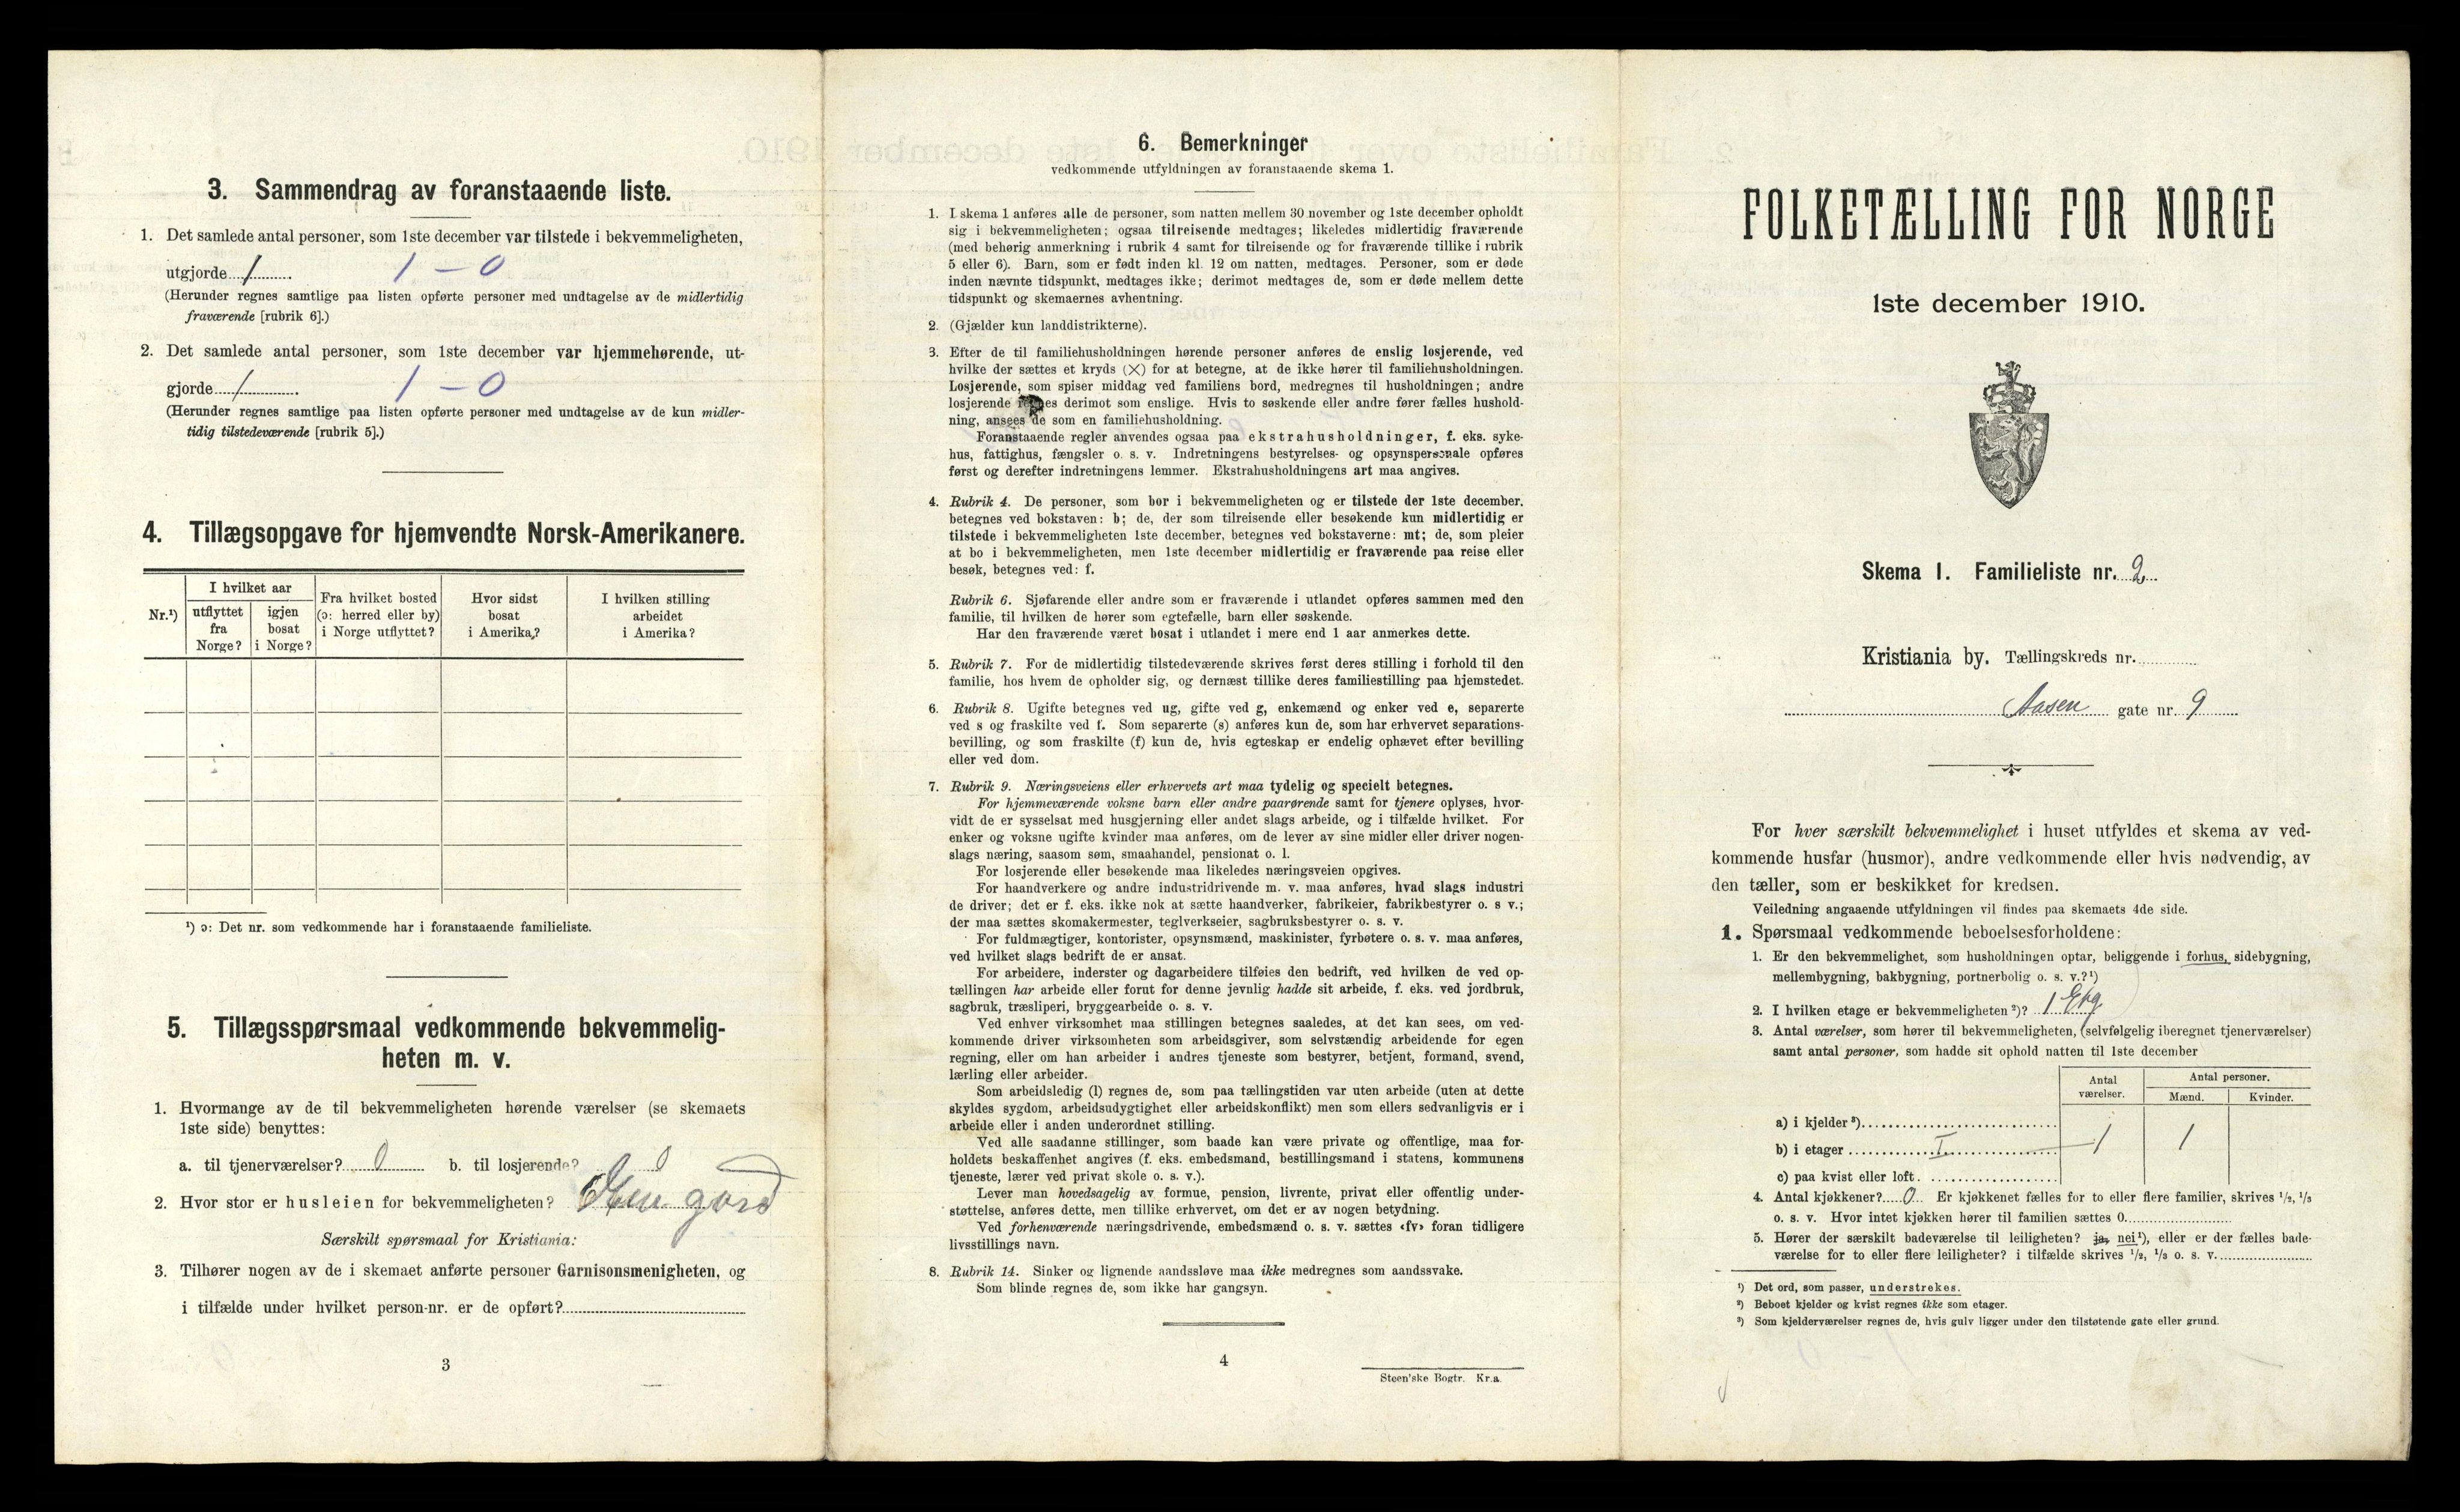 3. Sammendrag av foranstaaende liste.
1. Det samlede antal personer, som 1ste december var tilstede i bekvemmeligheten,
utgjorde 1 1 – 0
(Herunder regnes samtlige paa listen opførte personer med undtagelse av de midlertidig
fraværende [rubrik 6].)
2. Det samlede antal personer, som 1ste december var hjemmehørende, ut-
gjorde 1 1 – 0
(Herunder regnes samtlige paa listen opførte personer med undtagelse av de kun midler-
tidig tilstedeværende [rubrik 5].)
4. Tillægsopgave for hjemvendte Norsk-Amerikanere.
Nr.¹)
I hvilket aar
utflyttet
fra
Norge?
igjen
bosat
i Norge?
Fra hvilket bosted
(ɔ: herred eller by)
i Norge utflyttet?
Hvor sidst
bosat
i Amerika?
I hvilken stilling
arbeidet
i Amerika?
¹) ɔ: Det nr. som vedkommende har i foranstaaende familieliste.
5. Tillægsspørsmaal vedkommende bekvemmelig-
heten m. v.
1. Hvormange av de til bekvemmeligheten hørende værelser (se skemaets
1ste side) benyttes:
a. til tjenerværelser? 0 b. til losjerende? 0
2. Hvor stor er husleien for bekvemmeligheten? gord
Særskilt spørsmaal for Kristiania:
3. Tilhører nogen av de i skemaet anførte personer Garnisonsmenigheten, og
i tilfælde under hvilket person-nr. er de opført?
3
6. Bemerkninger
vedkommende utfyldningen av foranstaaende skema 1.
1. I skema 1 anføres alle de personer, som natten mellem 30 november og 1ste december opholdt
sig i bekvemmeligheten; ogsaa tilreisende medtages; likeledes midlertidig fraværende
(med behørig anmerkning i rubrik 4 samt for tilreisende og for fraværende tillike i rubrik
5 eller 6). Barn, som er født inden kl. 12 om natten, medtages. Personer, som er døde
inden nævnte tidspunkt, medtages ikke; derimot medtages de, som er døde mellem dette
tidspunkt og skemaernes avhentning.
2. (Gjælder kun landdistrikterne).
3. Efter de til familiehusholdningen hørende personer anføres de enslig losjerende, ved
hvilke der sættes et kryds (×) for at betegne, at de ikke hører til familiehusholdningen.
Losjerende, som spiser middag ved familiens bord, medregnes til husholdningen; andre
losjerende regnes derimot som enslige. Hvis to søskende eller andre fører fælles hushold-
ning, ansees de som en familiehusholdning.
Foranstaaende regler anvendes ogsaa paa ekstrahusholdninger, f. eks. syke-
hus, fattighus, fængsler o. s. v. Indretningens bestyrelses- og opsynspersonale opføres
først og derefter indretningens lemmer. Ekstrahusholdningens art maa angives.
4. Rubrik 4. De personer, som bor i bekvemmeligheten og er tilstede der 1ste december,
betegnes ved bokstaven: b; de, der som tilreisende eller besøkende kun midlertidig er
tilstede i bekvemmeligheten 1ste december, betegnes ved bokstaverne: mt; de, som pleier
at bo i bekvemmeligheten, men 1ste december midlertidig er fraværende paa reise eller
besøk, betegnes ved: f.
Rubrik 6. Sjøfarende eller andre som er fraværende i utlandet opføres sammen med den
familie, til hvilken de hører som egtefælle, barn eller søskende.
Har den fraværende været bosat i utlandet i mere end 1 aar anmerkes dette.
5. Rubrik 7. For de midlertidig tilstedeværende skrives først deres stilling i forhold til den
familie, hos hvem de opholder sig, og dernæst tillike deres familiestilling paa hjemstedet.
6. Rubrik 8. Ugifte betegnes ved ug, gifte ved g, enkemænd og enker ved e, separerte
ved s og fraskilte ved f. Som separerte (s) anføres kun de, som har erhvervet separations-
bevilling, og som fraskilte (f) kun de, hvis egteskap er endelig ophævet efter bevilling
eller ved dom.
7. Rubrik 9. Næringsveiens eller erhvervets art maa tydelig og specielt betegnes.
For hjemmeværende voksne barn eller andre paarørende samt for tjenere oplyses, hvor-
vidt de er sysselsat med husgjerning eller andet slags arbeide, og i tilfælde hvilket. For
enker og voksne ugifte kvinder maa anføres, om de lever av sine midler eller driver nogen-
slags næring, saasom søm, smaahandel, pensionat o. l.
For losjerende eller besøkende maa likeledes næringsveien opgives.
For haandverkere og andre industridrivende m. v. maa anføres, hvad slags industri
de driver; det er f. eks. ikke nok at sætte haandverker, fabrikeier, fabrikbestyrer o. s v.;
der maa sættes skomakermester, teglverkseier, sagbruksbestyrer o. s. v.
For fuldmægtiger, kontorister, opsynsmænd, maskinister, fyrbøtere o. s. v. maa anføres,
ved hvilket slags bedrift de er ansat.
For arbeidere, inderster og dagarbeidere tilføies den bedrift, ved hvilken de ved op-
tællingen har arbeide eller forut for denne jevnlig hadde sit arbeide, f. eks. ved jordbruk,
sagbruk, træsliperi, bryggearbeide o. s. v.
Ved enhver virksomhet maa stillingen betegnes saaledes, at det kan sees, om ved-
kommende driver virksomheten som arbeidsgiver, som selvstændig arbeidende for egen
regning, eller om han arbeider i andres tjeneste som bestyrer, betjent, formand, svend,
lærling eller arbeider.
Som arbeidsledig (l) regnes de, som paa tællingstiden var uten arbeide (uten at dette
skyldes sygdom, arbeidsudygtighet eller arbeidskonflikt) men som ellers sedvanligvis er i
arbeide eller i anden underordnet stilling.
Ved alle saadanne stillinger, som baade kan være private og offentlige, maa for-
holdets beskaffenhet angives (f. eks. embedsmand, bestillingsmand i statens, kommunens
tjeneste, lærer ved privat skole o. s. v.).
Lever man hovedsagelig av formue, pension, livrente, privat eller offentlig under-
støttelse, anføres dette, men tillike erhvervet, om det er av nogen betydning.
Ved forhenværende næringsdrivende, embedsmænd o. s. v. sættes «fv» foran tidligere
livsstillings navn.
8. Rubrik 14. Sinker og lignende aandssløve maa ikke medregnes som aandssvake.
Som blinde regnes de, som ikke har gangsyn.
4
Steen'ske Bogtr. Kr.a.
FOLKETÆLLING FOR NORGE
1ste december 1910.
Skema 1. Familieliste nr. 2
Kristiania by. Tællingskreds nr.
Aasen gate nr. 9
For hver særskilt bekvemmelighet i huset utfyldes et skema av ved-
kommende husfar (husmor), andre vedkommende eller hvis nødvendig, av
den tæller, som er beskikket for kredsen.
Veiledning angaaende utfyldningen vil findes paa skemaets 4de side.
1. Spørsmaal vedkommende beboelsesforholdene:
1. Er den bekvemmelighet, som husholdningen optar, beliggende i forhus, sidebygning,
mellembygning, bakbygning, portnerbolig o. s. v.?¹)
2. I hvilken etage er bekvemmeligheten²)? 1 Etg
3. Antal værelser, som hører til bekvemmeligheten, (selvfølgelig iberegnet tjenerværelser)
samt antal personer, som hadde sit ophold natten til 1ste december
Antal
værelser.
Antal personer.
Mænd. Kvinder.
a) i kjelder³)
b) i etager I 1 1
c) paa kvist eller loft
4. Antal kjøkkener? 0 Er kjøkkenet fælles for to eller flere familier, skrives ¹/₂, ¹/₃
o. s. v. Hvor intet kjøkken hører til familien sættes 0.
5. Hører der særskilt badeværelse til leiligheten? ja, nei¹), eller er der fælles bade-
værelse for to eller flere leiligheter? i tilfælde skrives ¹/₂, ¹/₃ o. s. v.
¹) Det ord, som passer, understrekes.
²) Beboet kjelder og kvist regnes ikke som etager.
³) Som kjelderværelser regnes de, hvis gulv ligger under den tilstøtende gate eller grund.